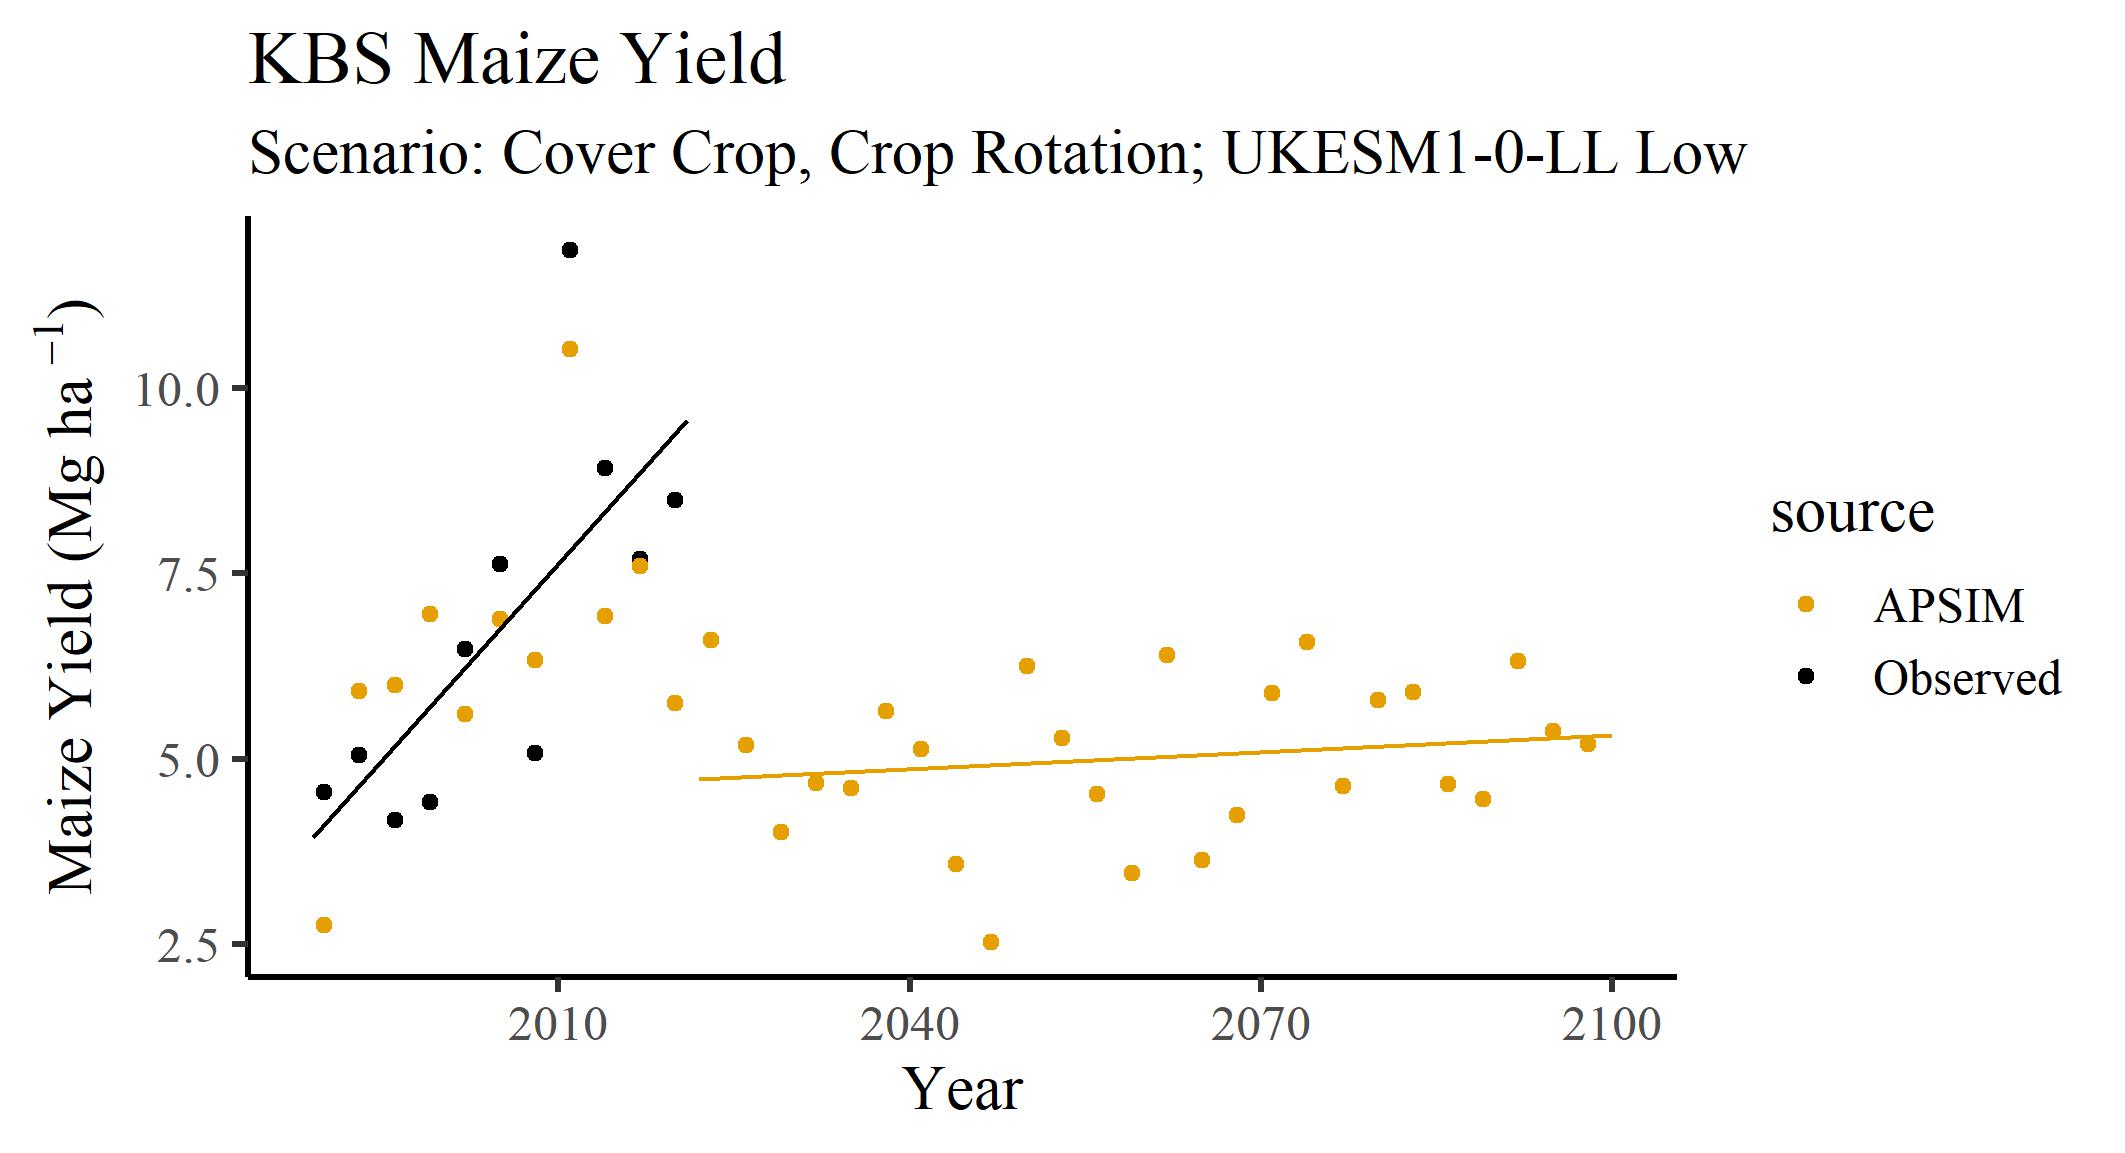 KBS Maize Yield
Scenario: Cover Crop, Crop Rotation; UKESM1-0-LL Low
Maize Yield (Mg ha −1)
10.0
7.5
5.0
2.5
2010 2040 2070 2100
Year
source
APSIM
Observed